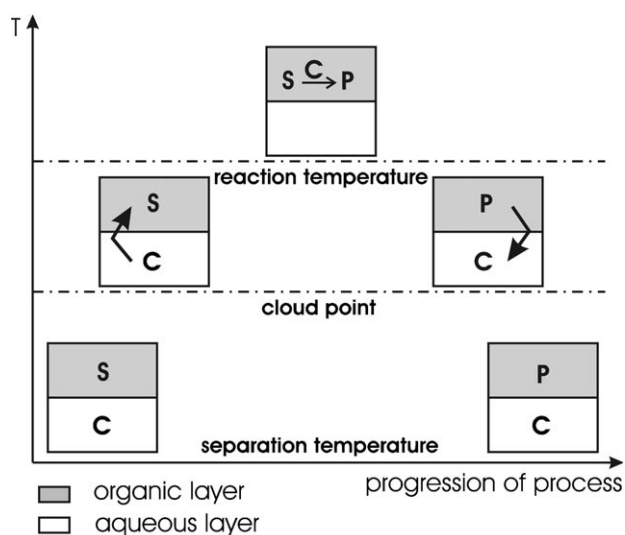 T
S C P
reaction temperature
S
P
C
C
cloud point
S
P
C
C
separation temperature
progression of process
organic layer
aqueous layer